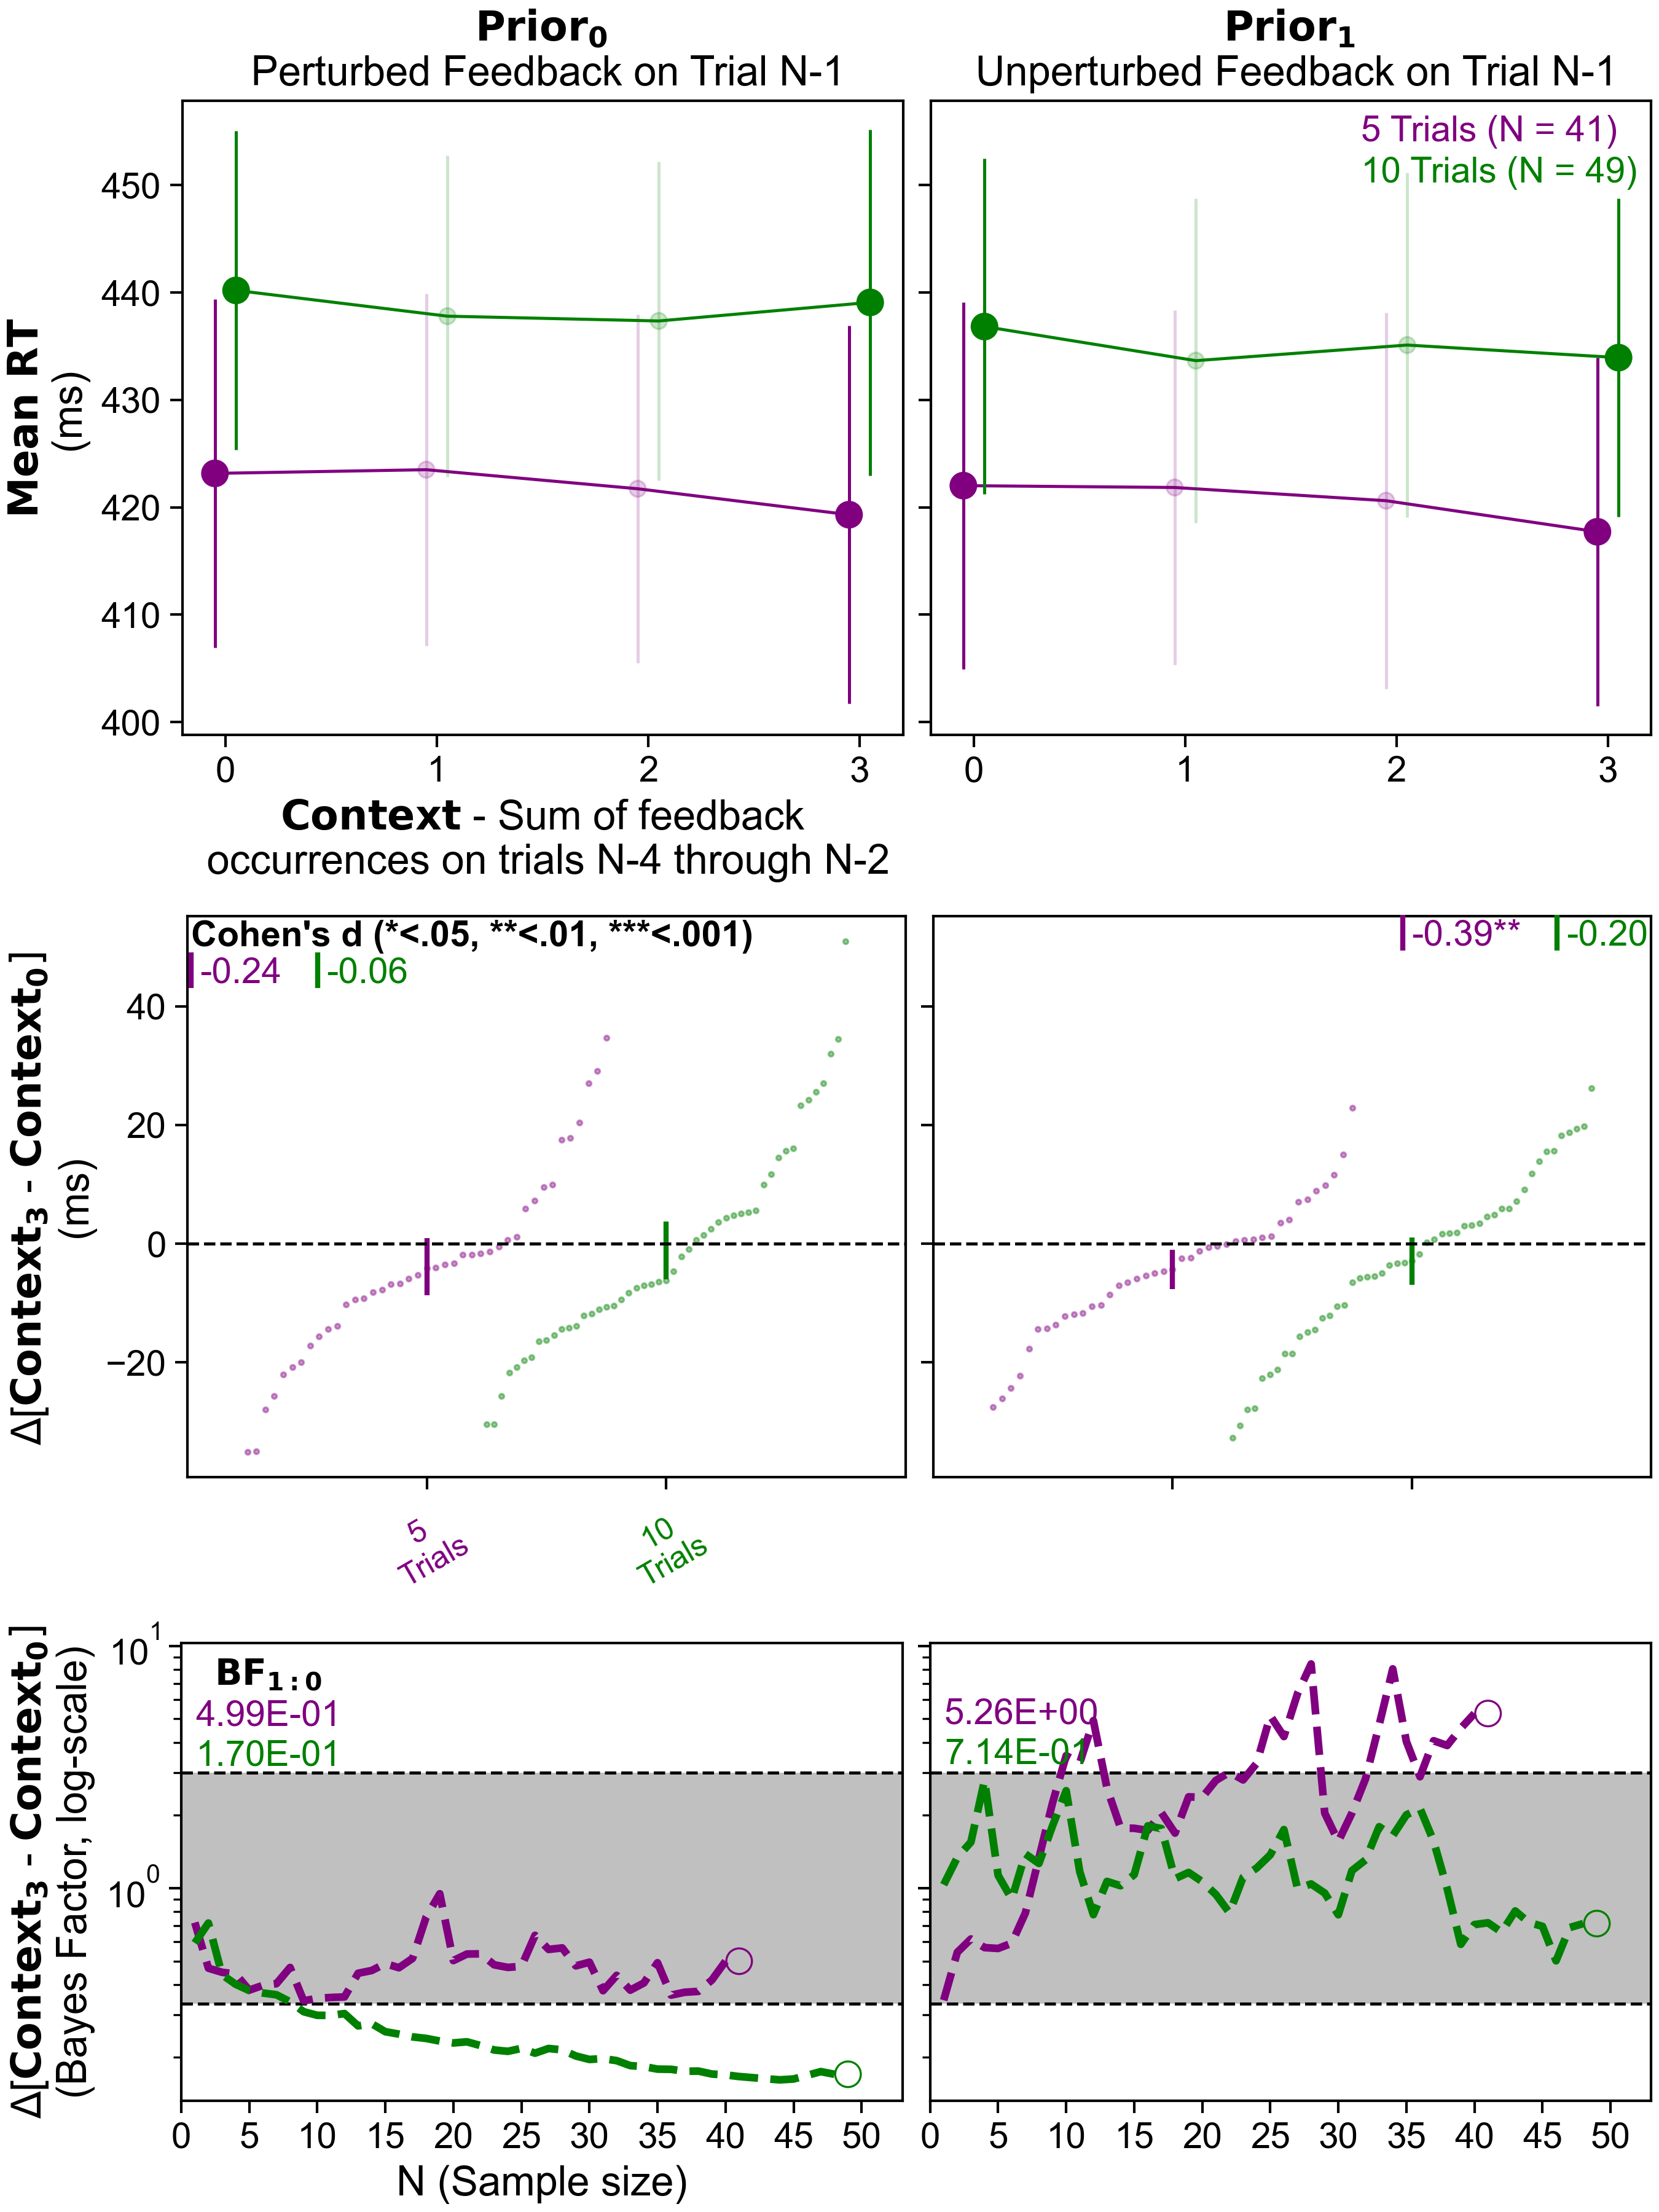 Prior₀
Perturbed Feedback on Trial N-1
Prior₁
Unperturbed Feedback on Trial N-1
5 Trials (N = 41)
10 Trials (N = 49)
Mean RT
(ms)
450
440
430
420
410
400
0 1 2 3
0 1 2 3
Context - Sum of feedback
occurrences on trials N-4 through N-2
Δ[Context₃ - Context₀]
(ms)
Cohen's d (*<.05, **<.01, ***<.001)
-0.24 -0.06
-0.39** -0.20
40
20
0
−20
5
Trials
10
Trials
Δ[Context₃ - Context₀]
(Bayes Factor, log-scale)
10¹
10⁰
BF₁:₀
4.99E-01
1.70E-01
5.26E+00
7.14E-01
0 5 10 15 20 25 30 35 40 45 50
0 5 10 15 20 25 30 35 40 45 50
N (Sample size)